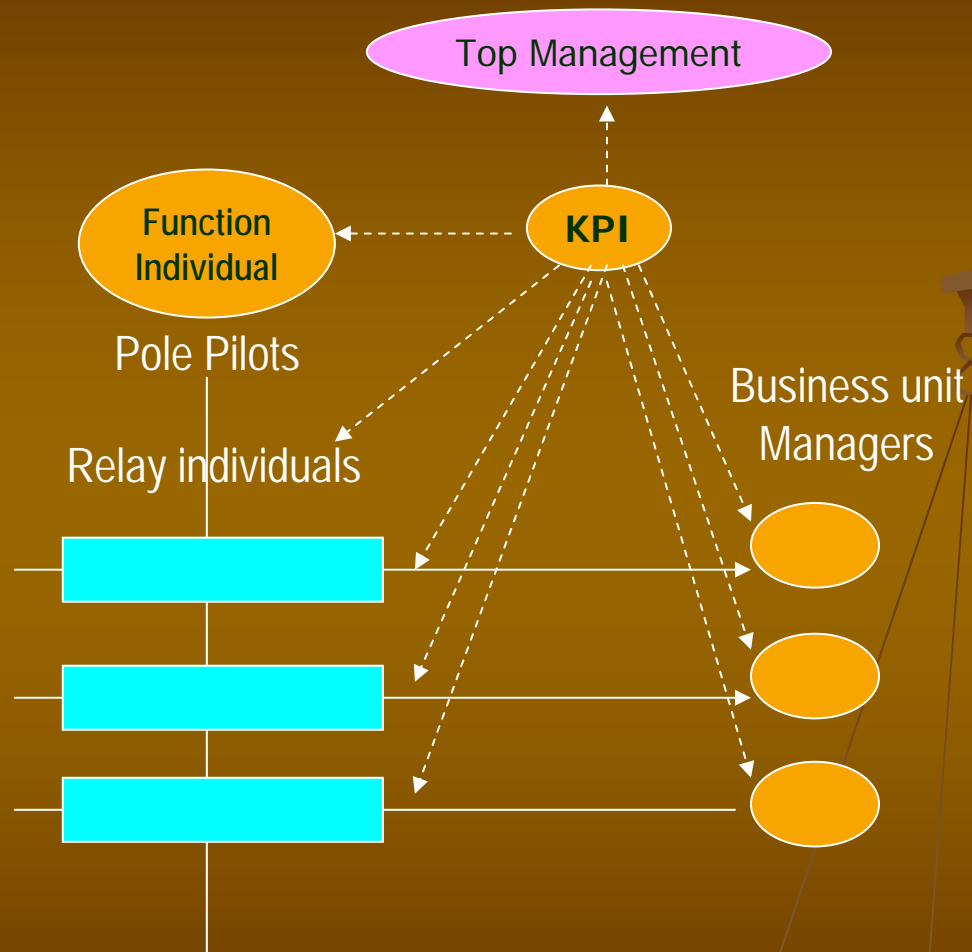 Top Management
Function
Individual
KPI
Pole Pilots
Business unit
Managers
Relay individuals